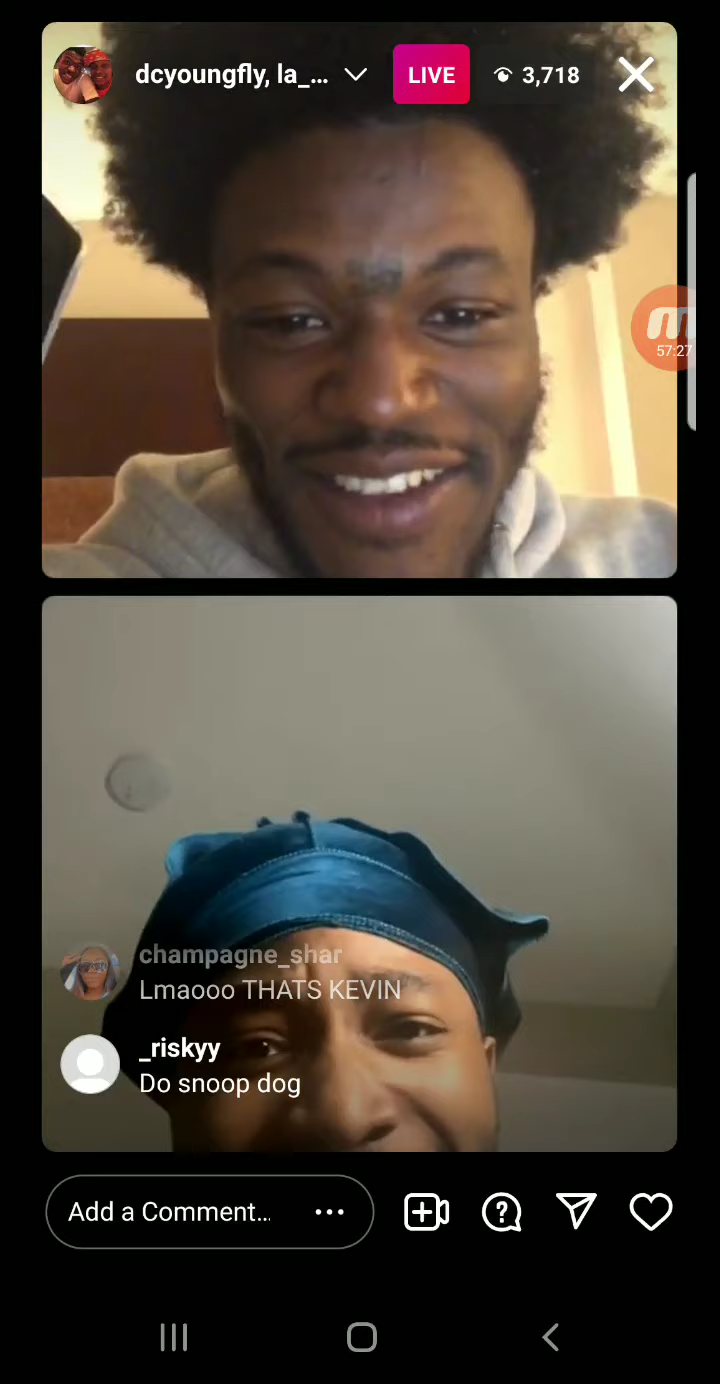 dcyoungfly, la_...
LIVE
3,718
57:27
champagne_shar
Lmaooo THATS KEVIN
_riskyy
Do snoop dog
Add a Comment...